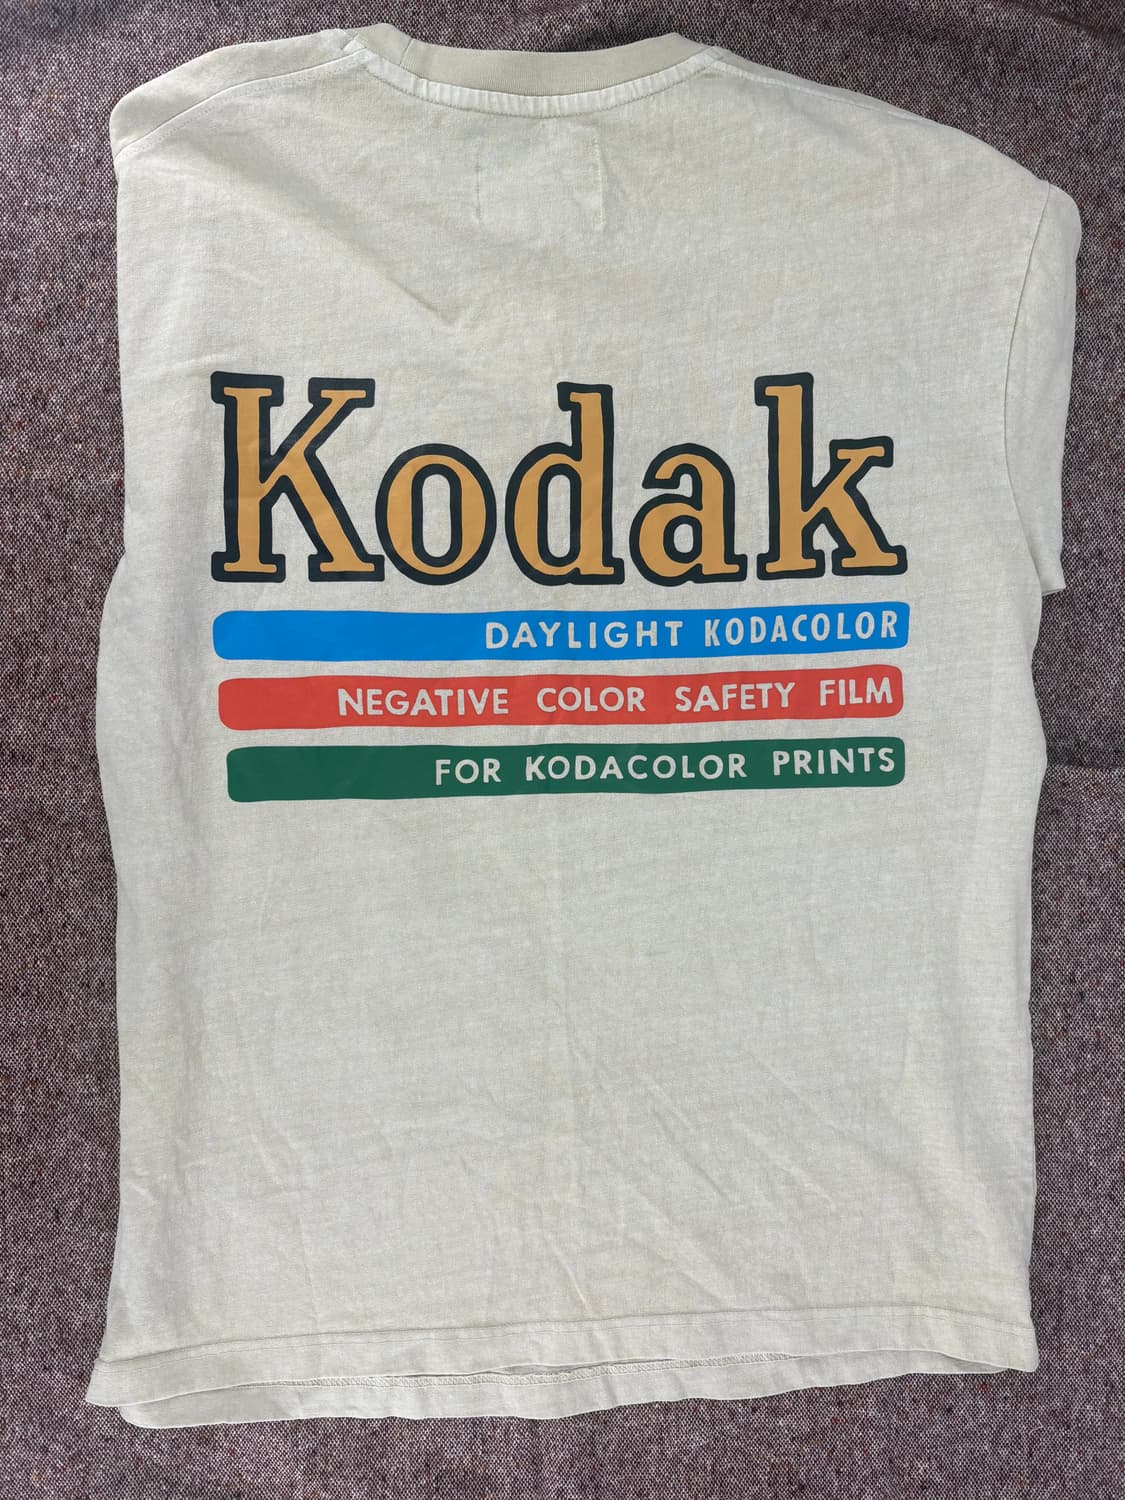 Kodak
DAYLIGHT KODACOLOR
NEGATIVE COLOR SAFETY FILM
FOR KODACOLOR PRINTS